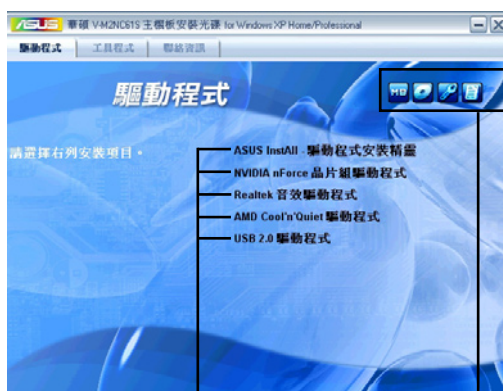 ASUS 華碩 V-M2NC61S 主機板安裝光碟 for Windows XP Home/Professional
驅動程式 工具程式 聯絡資訊
驅動程式
請選擇右列安裝項目。
ASUS InstAll - 驅動程式安裝精靈
NVIDIA nForce 晶片組驅動程式
Realtek 音效驅動程式
AMD Cool'n'Quiet 驅動程式
USB 2.0 驅動程式
MB